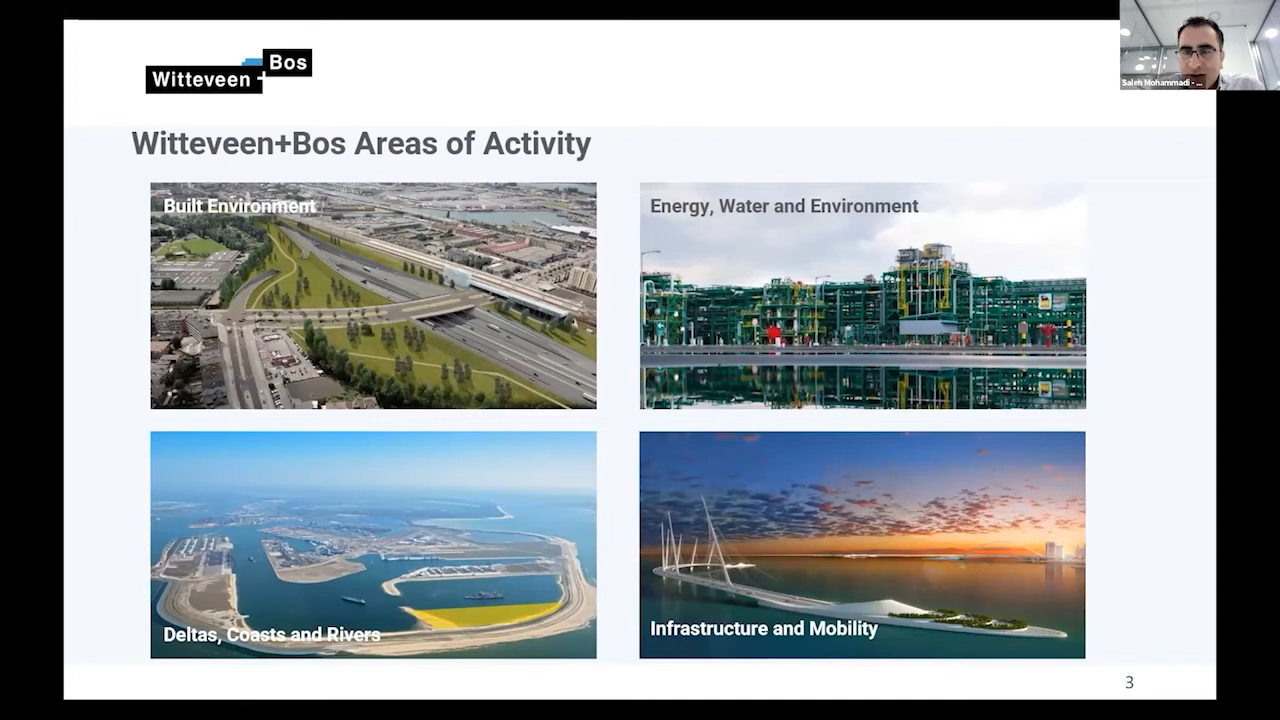 Witteveen + Bos
Saleh Mohammadi - ...
Witteveen+Bos Areas of Activity
Built Environment
Energy, Water and Environment
Deltas, Coasts and Rivers
Infrastructure and Mobility
3